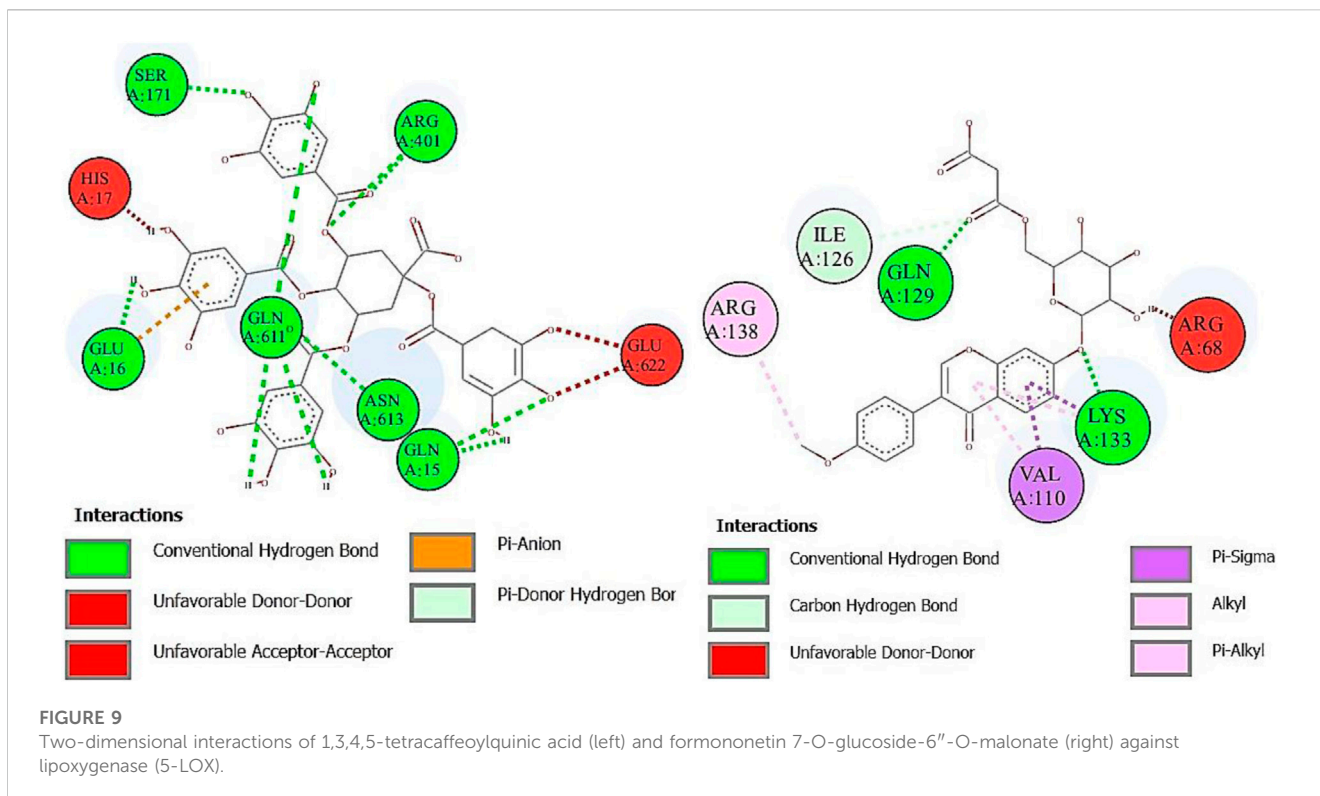 SER
A:171
ARG
A:401
HIS
A:17
GLU
A:16
GLN
A:611
ASN
A:613
GLN
A:15
GLU
A:622
ILE
A:126
GLN
A:129
ARG
A:138
ARG
A:68
LYS
A:133
VAL
A:110
Interactions
Conventional Hydrogen Bond
Unfavorable Donor-Donor
Unfavorable Acceptor-Acceptor
Pi-Anion
Pi-Donor Hydrogen Bor
Interactions
Conventional Hydrogen Bond
Carbon Hydrogen Bond
Unfavorable Donor-Donor
Pi-Sigma
Alkyl
Pi-Alkyl
FIGURE 9
Two-dimensional interactions of 1,3,4,5-tetracaffeoylquinic acid (left) and formononetin 7-O-glucoside-6″-O-malonate (right) against
lipoxygenase (5-LOX).